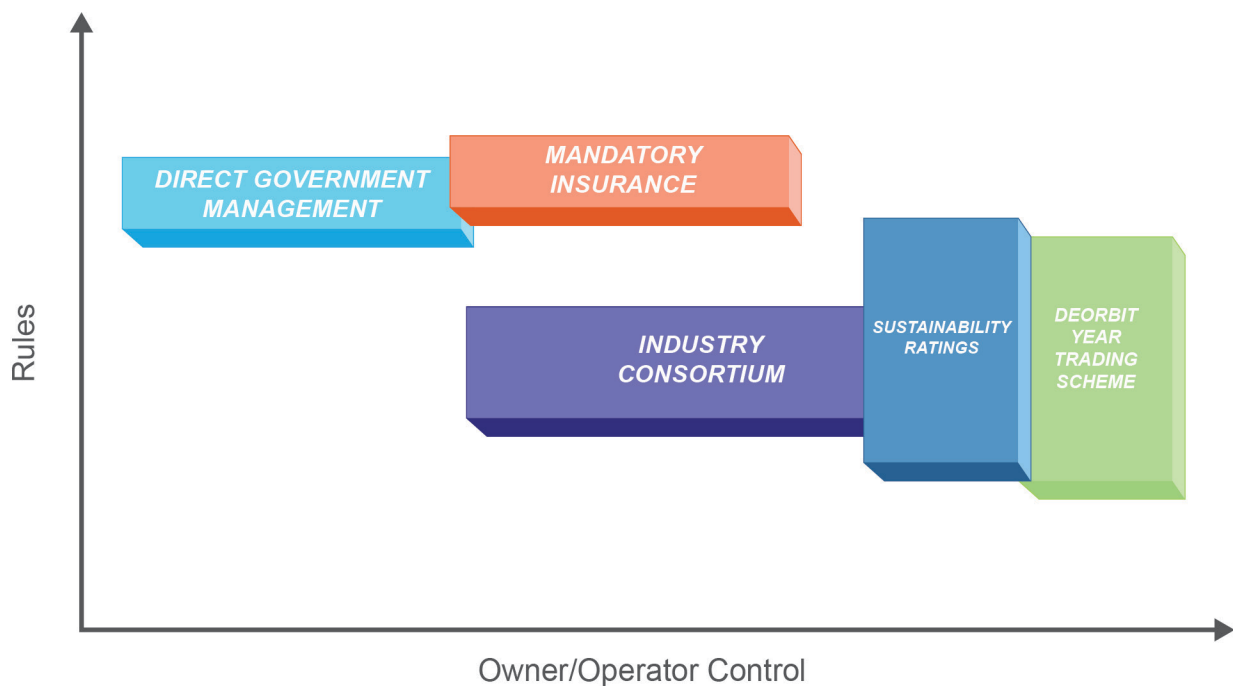 Rules
DIRECT GOVERNMENT
MANAGEMENT
MANDATORY
INSURANCE
INDUSTRY
CONSORTIUM
SUSTAINABILITY
RATINGS
DEORBIT
YEAR
TRADING
SCHEME
Owner/Operator Control